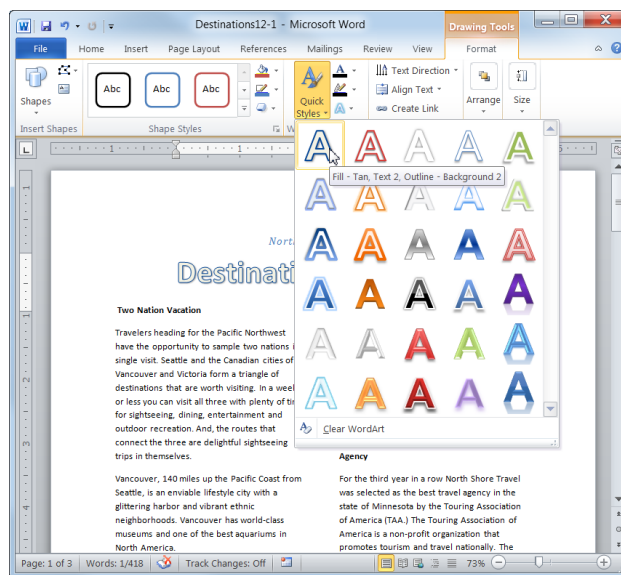 W
Destinations12-1 - Microsoft Word
Drawing Tools
File Home Insert Page Layout References Mailings Review View Format
Shapes
Abc Abc Abc
Quick Styles
A
A
Text Direction
Align Text
Create Link
Arrange
Size
Insert Shapes
Shape Styles
W
L
1 1
5
A A A A A
Fill - Tan, Text 2, Outline - Background 2
A A A A A
A A A A A
A A A A A
A A A A A
A A A A A
Clear WordArt
Nort
Destinati
Two Nation Vacation
Travelers heading for the Pacific Northwest
have the opportunity to sample two nations i
single visit. Seattle and the Canadian cities of
Vancouver and Victoria form a triangle of
destinations that are worth visiting. In a week
or less you can visit all three with plenty of tim
for sightseeing, dining, entertainment and
outdoor recreation. And, the routes that
connect the three are delightful sightseeing
trips in themselves.
Vancouver, 140 miles up the Pacific Coast from
Seattle, is an enviable lifestyle city with a
glittering harbor and vibrant ethnic
neighborhoods. Vancouver has world-class
museums and one of the best aquariums in
North America.
Agency
For the third year in a row North Shore Travel
was selected as the best travel agency in the
state of Minnesota by the Touring Association
of America (TAA.) The Touring Association of
America is a non-profit organization that
promotes tourism and travel nationally. The
Page: 1 of 3 Words: 1/418 Track Changes: Off 73%